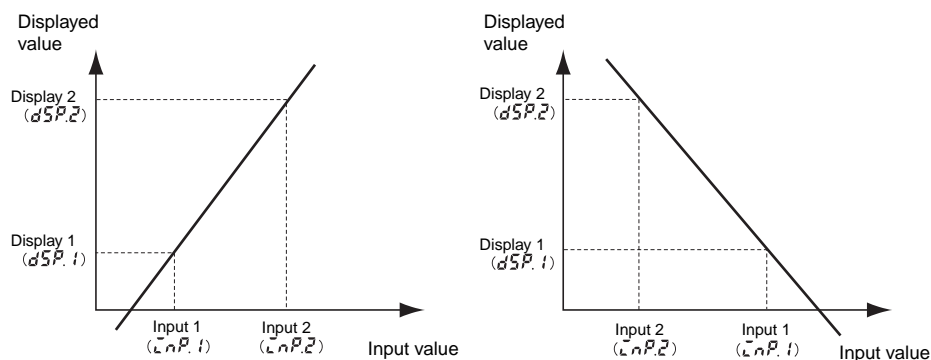 Displayed
value
Display 2
(dSP.2)
Display 1
(dSP.1)
Input 1
(inP.1)
Input 2
(inP.2)
Input value
Displayed
value
Display 2
(dSP.2)
Display 1
(dSP.1)
Input 2
(inP.2)
Input 1
(inP.1)
Input value